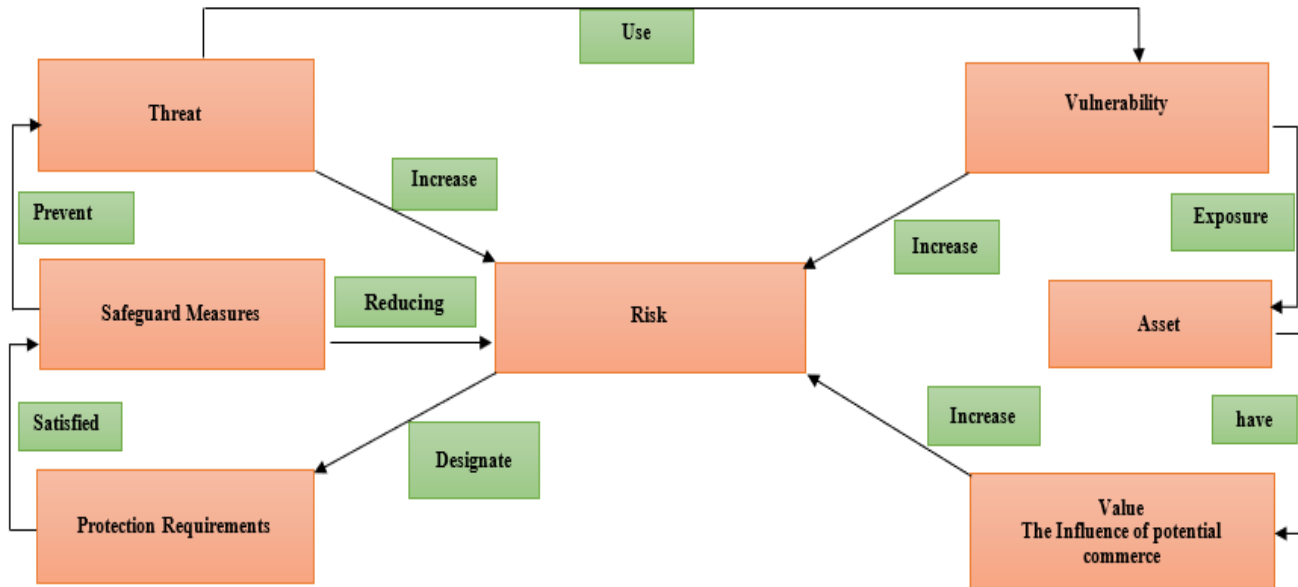 Use
Threat
Vulnerability
Increase
Prevent
Exposure
Increase
Safeguard Measures
Reducing
Risk
Asset
Satisfied
Increase
have
Designate
Protection Requirements
Value
The Influence of potential
commerce